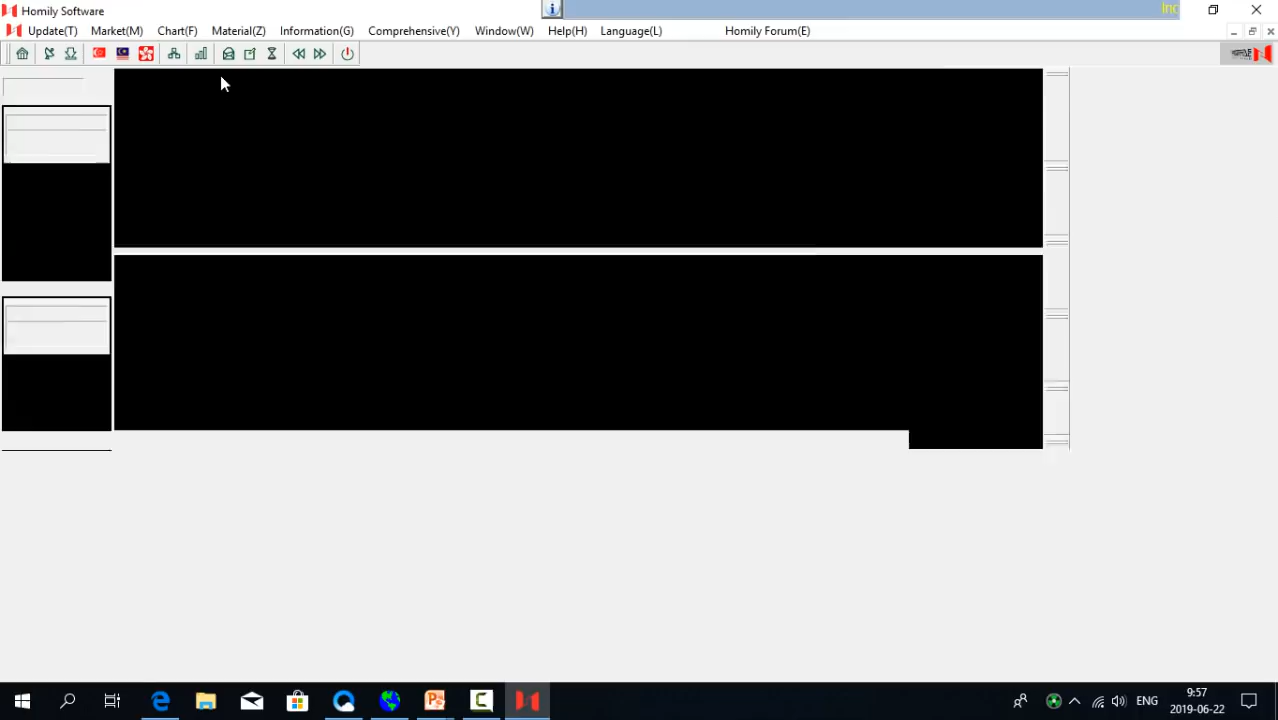 Homily Software
Inc
Update(T) Market(M) Chart(F) Material(Z) Information(G) Comprehensive(Y) Window(W) Help(H) Language(L) Homily Forum(E)
ENG
9:57
2019-06-22